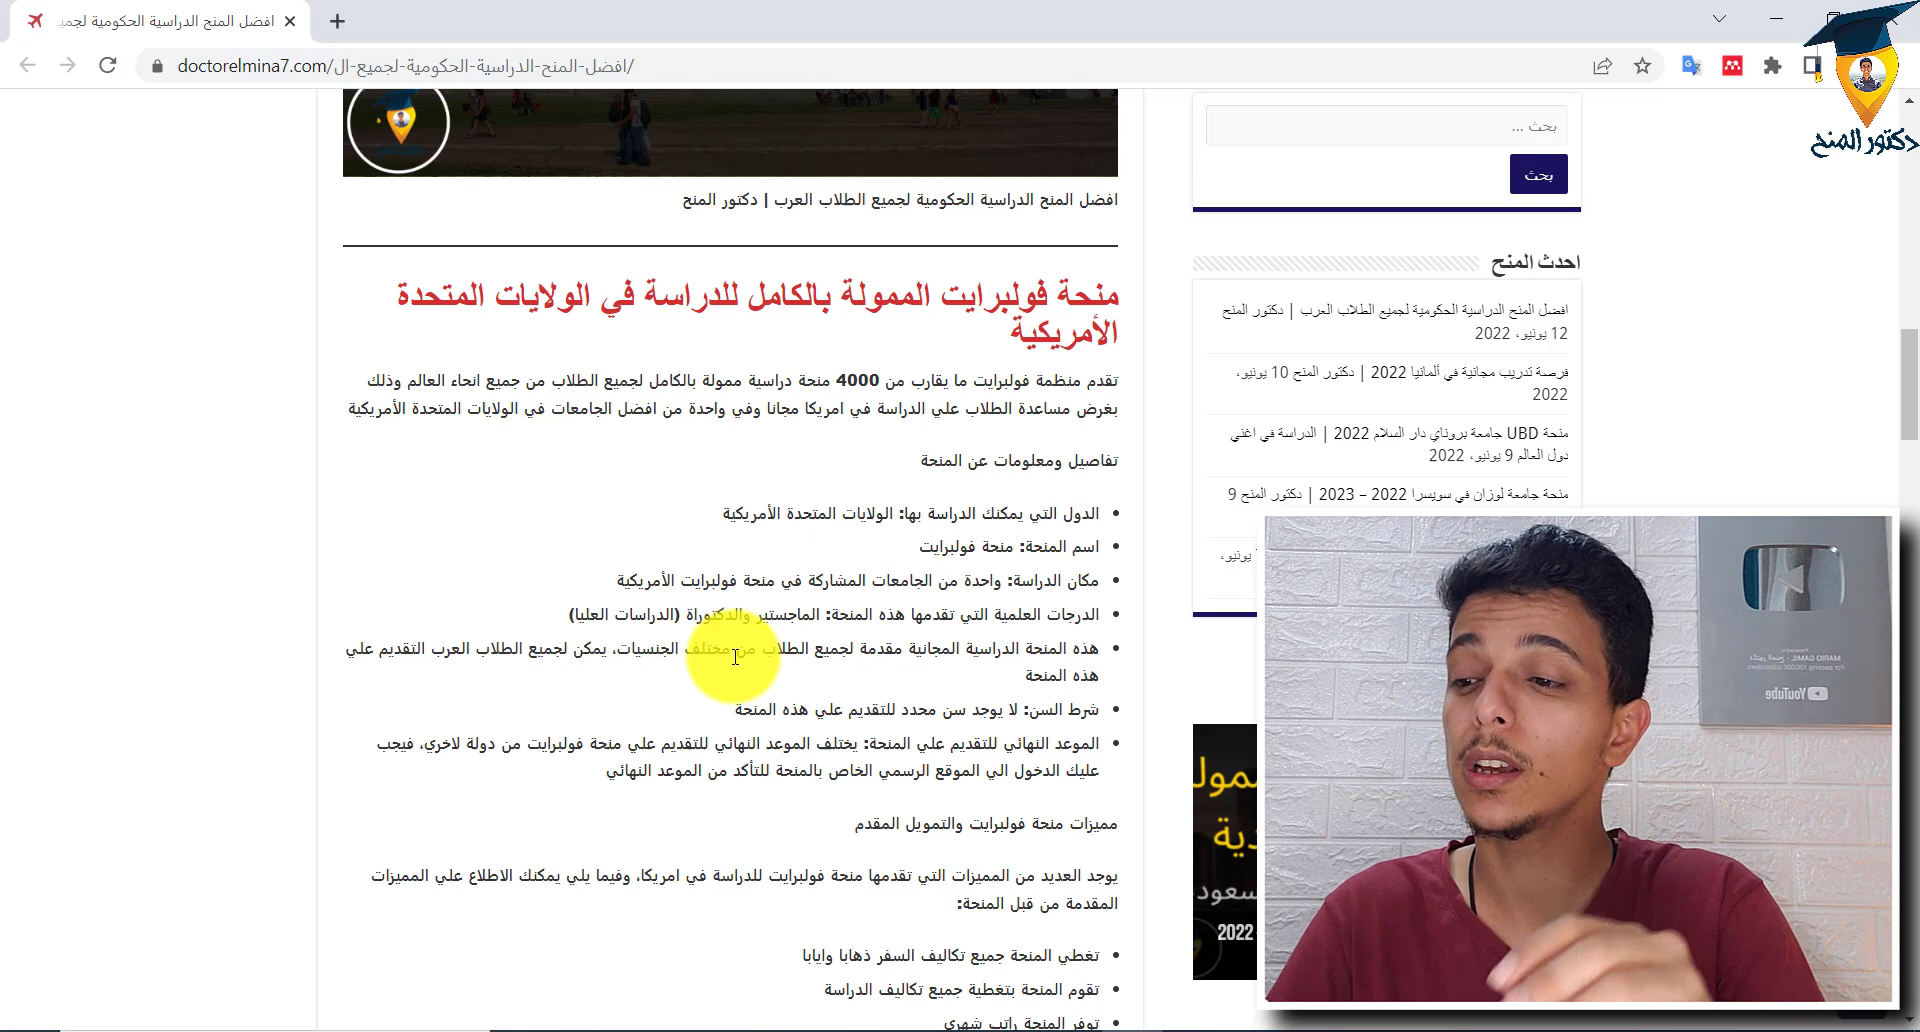 افضل المنح الدراسية الحكومية لجميع
doctorelmina7.com/افضل-المنح-الدراسية-الحكومية-لجميع-ال/
دكتور المنح
افضل المنح الدراسية الحكومية لجميع الطلاب العرب | دكتور المنح
منحة فولبرايت الممولة بالكامل للدراسة في الولايات المتحدة
الأمريكية
تقدم منظمة فولبرايت ما يقارب من 4000 منحة دراسية ممولة بالكامل لجميع الطلاب من جميع انحاء العالم وذلك
بغرض مساعدة الطلاب علي الدراسة في امريكا مجانا وفي واحدة من افضل الجامعات في الولايات المتحدة الأمريكية
تفاصيل ومعلومات عن المنحة
الدول التي يمكنك الدراسة بها: الولايات المتحدة الأمريكية
اسم المنحة: منحة فولبرايت
مكان الدراسة: واحدة من الجامعات المشاركة في منحة فولبرايت الأمريكية
الدرجات العلمية التي تقدمها هذه المنحة: الماجستير والدكتوراة (الدراسات العليا)
هذه المنحة الدراسية المجانية مقدمة لجميع الطلاب من مختلف الجنسيات، يمكن لجميع الطلاب العرب التقديم علي
هذه المنحة
شرط السن: لا يوجد سن محدد للتقديم علي هذه المنحة
الموعد النهائي للتقديم علي المنحة: يختلف الموعد النهائي للتقديم علي منحة فولبرايت من دولة لاخري، فيجب
عليك الدخول الي الموقع الرسمي الخاص بالمنحة للتأكد من الموعد النهائي
مميزات منحة فولبرايت والتمويل المقدم
يوجد العديد من المميزات التي تقدمها منحة فولبرايت للدراسة في امريكا، وفيما يلي يمكنك الاطلاع علي المميزات
المقدمة من قبل المنحة:
تغطي المنحة جميع تكاليف السفر ذهابا وايابا
تقوم المنحة بتغطية جميع تكاليف الدراسة
توفر المنحة راتب شهري
بحث ...
بحث
احدث المنح
افضل المنح الدراسية الحكومية لجميع الطلاب العرب | دكتور المنح
12 يونيو، 2022
فرصة تدريب مجانية في ألمانيا 2022 | دكتور المنح 10 يونيو،
2022
منحة UBD جامعة بروناي دار السلام 2022 | الدراسة في اغني
دول العالم 9 يونيو، 2022
منحة جامعة لوزان في سويسرا 2022 – 2023 | دكتور المنح 9
يونيو،
2022
MARIO GAMIL
For passing 100,000 subscribers
YouTube